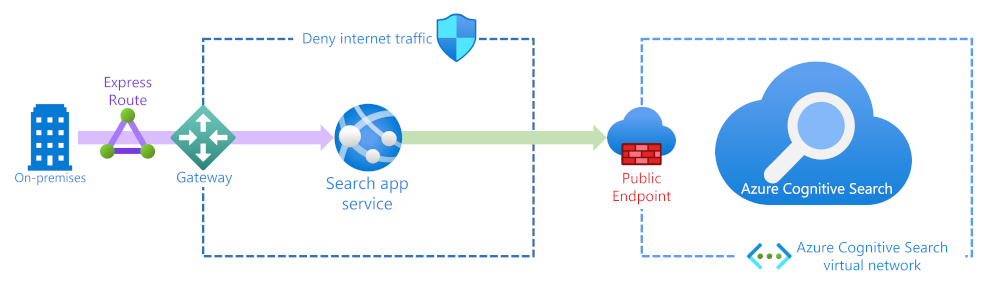 Deny internet traffic
Express
Route
On-premises
Gateway
Search app
service
Public
Endpoint
Azure Cognitive Search
Azure Cognitive Search
virtual network